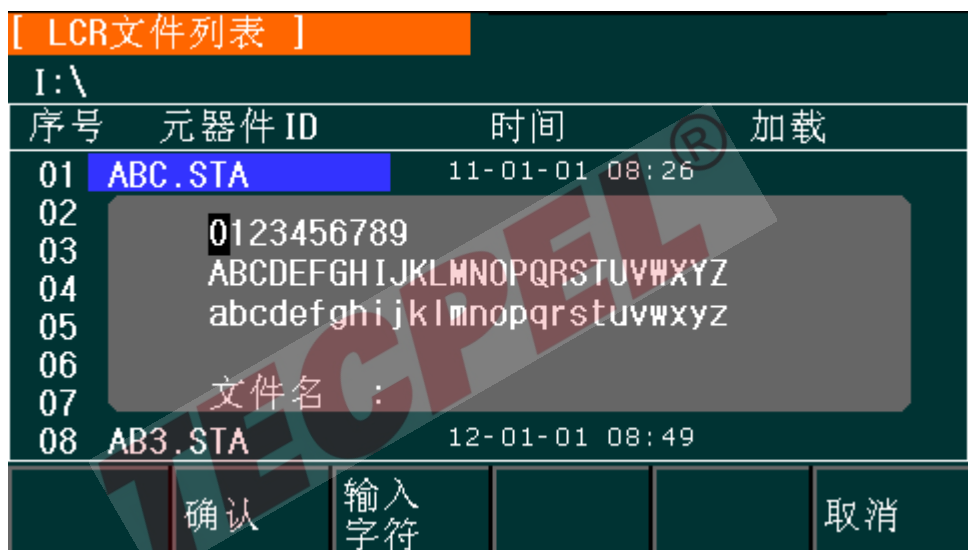 [ LCR文件列表 ]
I:\
序号 元器件ID 时间 加载
01 ABC.STA 11-01-01 08:26
02
0123456789
03
ABCDEFGHIJKLMNOPQRSTUVWXYZ
04
abcdefghijklmnopqrstuvwxyz
05
06
文件名 :
07
08 AB3.STA 12-01-01 08:49
确认 输入字符 取消
TECPEL®